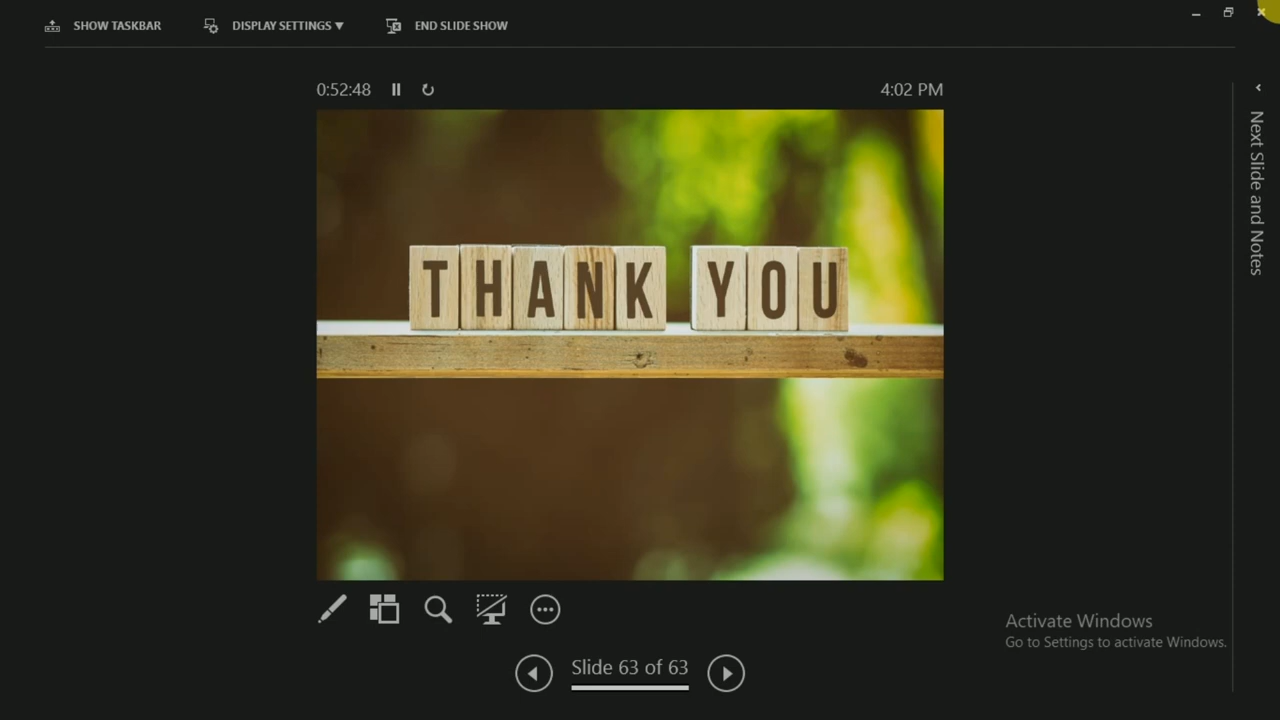 SHOW TASKBAR
DISPLAY SETTINGS ▼
END SLIDE SHOW
0:52:48
4:02 PM
THANK YOU
Next Slide and Notes
Activate Windows
Go to Settings to activate Windows.
Slide 63 of 63